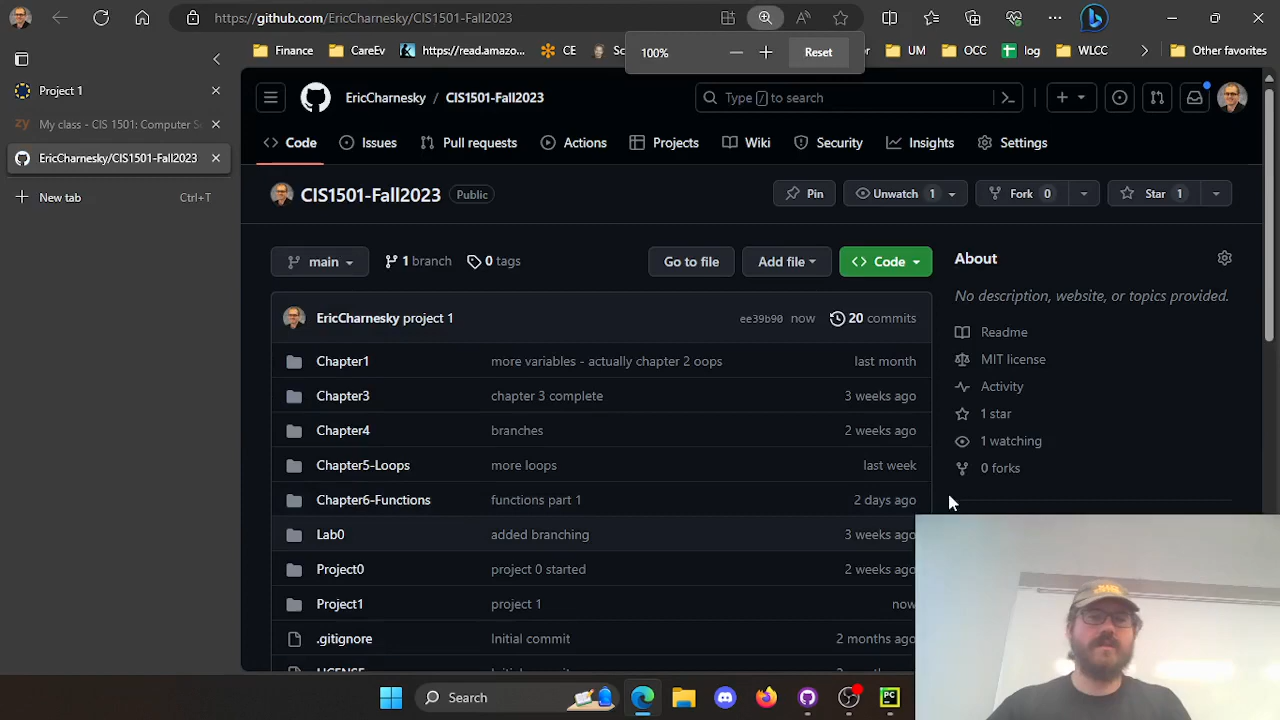 https://github.com/EricCharnesky/CIS1501-Fall2023
Finance
CareEv
https://read.amazo...
CE
UM
OCC
log
WLCC
Other favorites
100%
Reset
Project 1
My class - CIS 1501: Computer
EricCharnesky/CIS1501-Fall2023
New tab
Ctrl+T
EricCharnesky / CIS1501-Fall2023
Type / to search
Code
Issues
Pull requests
Actions
Projects
Wiki
Security
Insights
Settings
CIS1501-Fall2023
Public
Pin
Unwatch 1
Fork 0
Star 1
main
1 branch
0 tags
Go to file
Add file
Code
EricCharnesky project 1
ee39b90 now
20 commits
Chapter1 more variables - actually chapter 2 oops last month
Chapter3 chapter 3 complete 3 weeks ago
Chapter4 branches 2 weeks ago
Chapter5-Loops more loops last week
Chapter6-Functions functions part 1 2 days ago
Lab0 added branching 3 weeks ago
Project0 project 0 started 2 weeks ago
Project1 project 1 now
.gitignore Initial commit 2 months ago
About
No description, website, or topics provided.
Readme
MIT license
Activity
1 star
1 watching
0 forks
Search